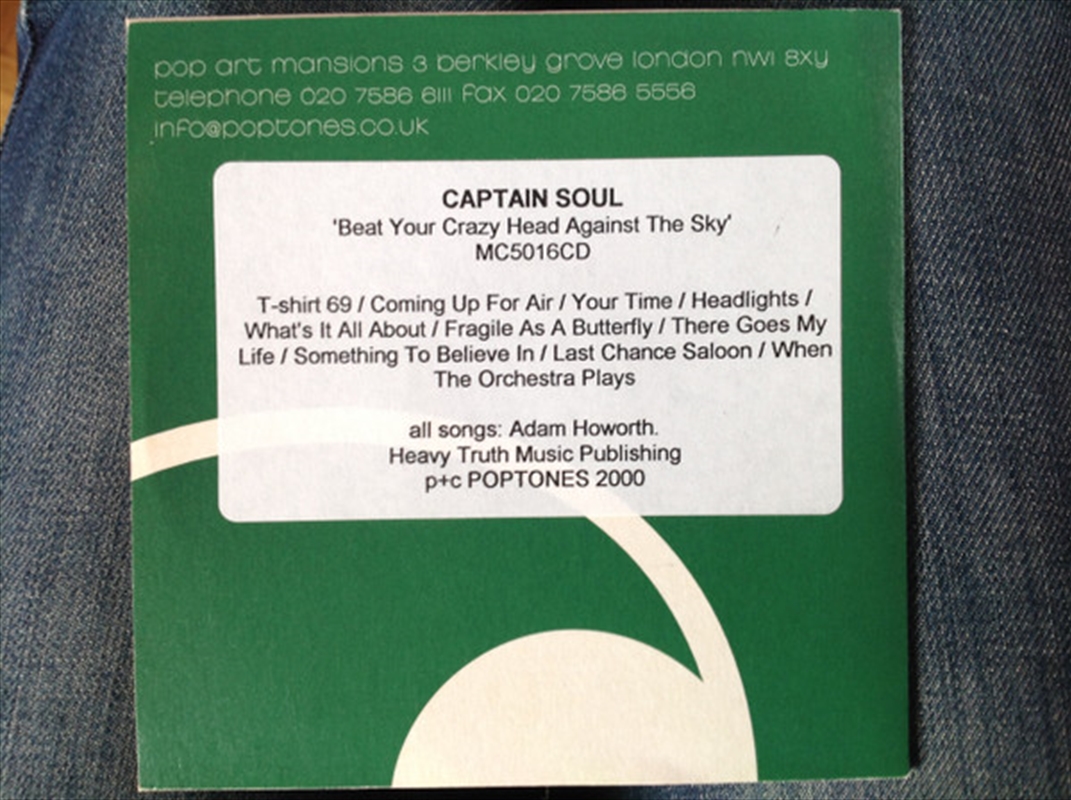 pop art mansions 3 berkley grove london nw1 8xy
telephone 020 7586 6111 fax 020 7586 5556
info@poptones.co.uk
CAPTAIN SOUL
'Beat Your Crazy Head Against The Sky'
MC5016CD
T-shirt 69 / Coming Up For Air / Your Time / Headlights /
What's It All About / Fragile As A Butterfly / There Goes My
Life / Something To Believe In / Last Chance Saloon / When
The Orchestra Plays
all songs: Adam Howorth.
Heavy Truth Music Publishing
p+c POPTONES 2000